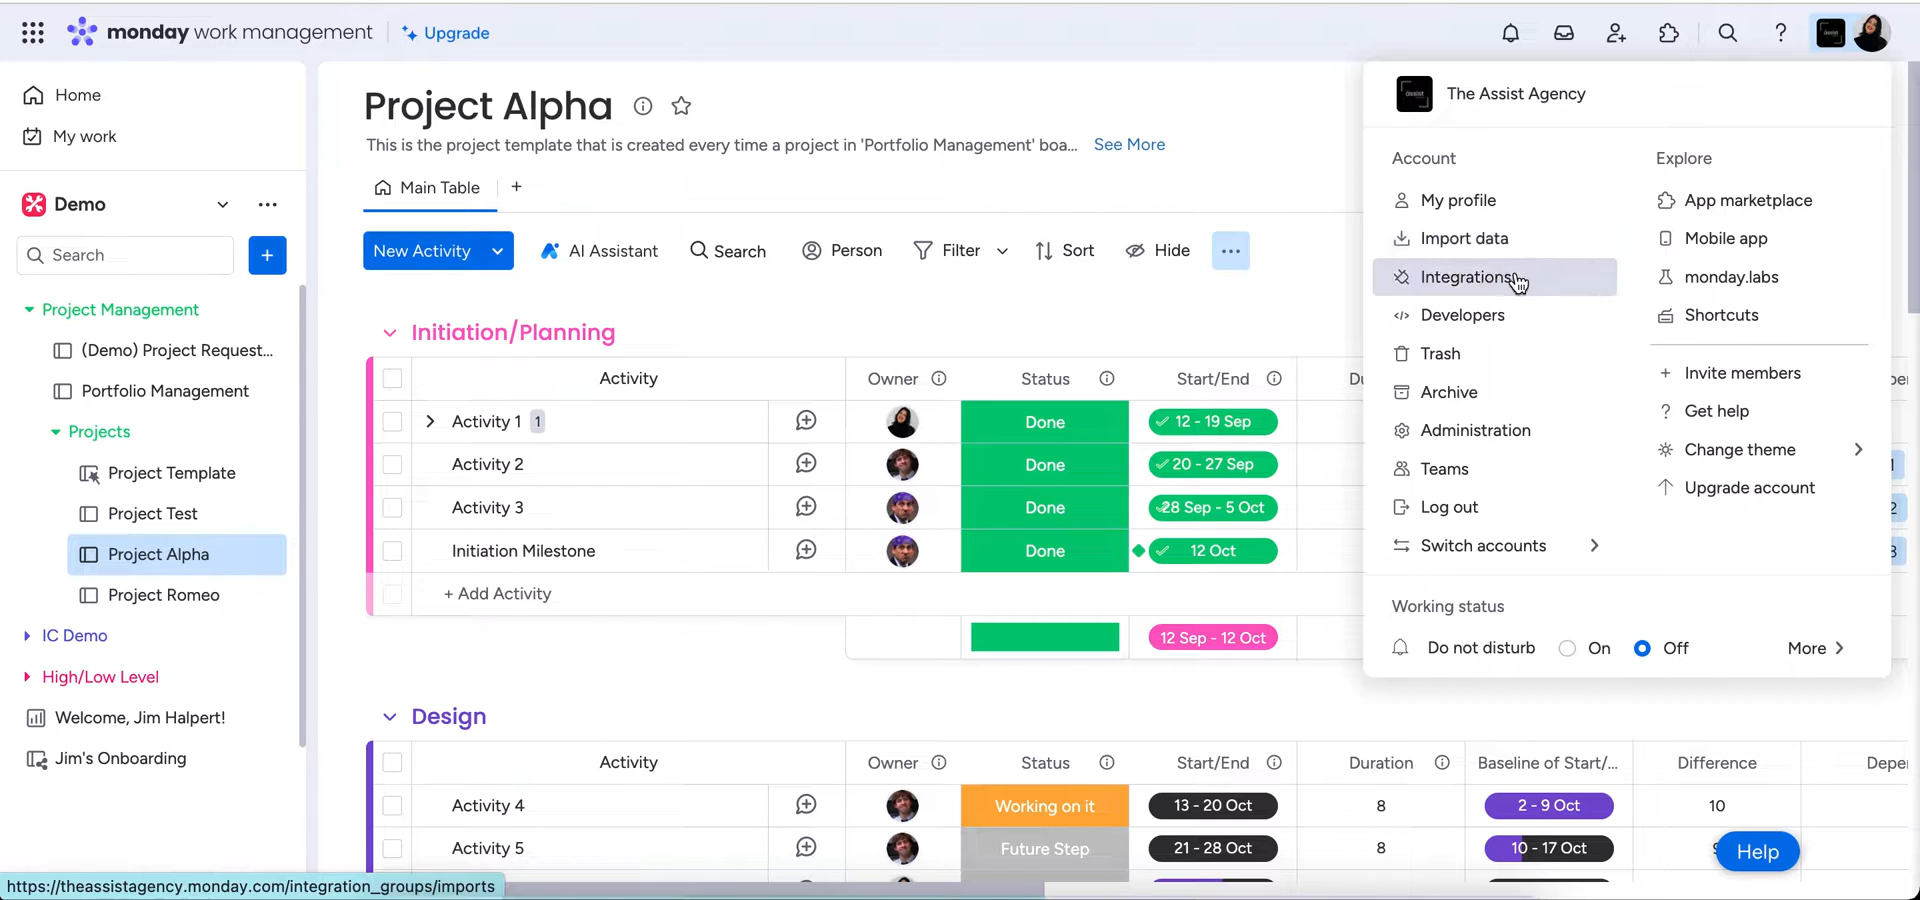 monday work management
Upgrade
Home
My work
Demo
Search
+
Project Management
(Demo) Project Request...
Portfolio Management
Projects
Project Template
Project Test
Project Alpha
Project Romeo
IC Demo
High/Low Level
Welcome, Jim Halpert!
Jim's Onboarding
https://theassistagency.monday.com/integration_groups/imports
Project Alpha
This is the project template that is created every time a project in 'Portfolio Management' boa... See More
Main Table +
New Activity AI Assistant Search Person Filter Sort Hide
Initiation/Planning
Activity Owner Status Start/End
Activity 1 1 Done 12 - 19 Sep
Activity 2 Done 20 - 27 Sep
Activity 3 Done 28 Sep - 5 Oct
Initiation Milestone Done 12 Oct
+ Add Activity
12 Sep - 12 Oct
Design
Activity Owner Status Start/End Duration Baseline of Start/... Difference Deper
Activity 4 Working on it 13 - 20 Oct 8 2 - 9 Oct 10
Activity 5 Future Step 21 - 28 Oct 8 10 - 17 Oct
Help
The Assist Agency
Account
My profile
Import data
Integrations
Developers
Trash
Archive
Administration
Teams
Log out
Switch accounts
Explore
App marketplace
Mobile app
monday.labs
Shortcuts
+ Invite members
? Get help
Change theme
Upgrade account
Working status
Do not disturb On Off More